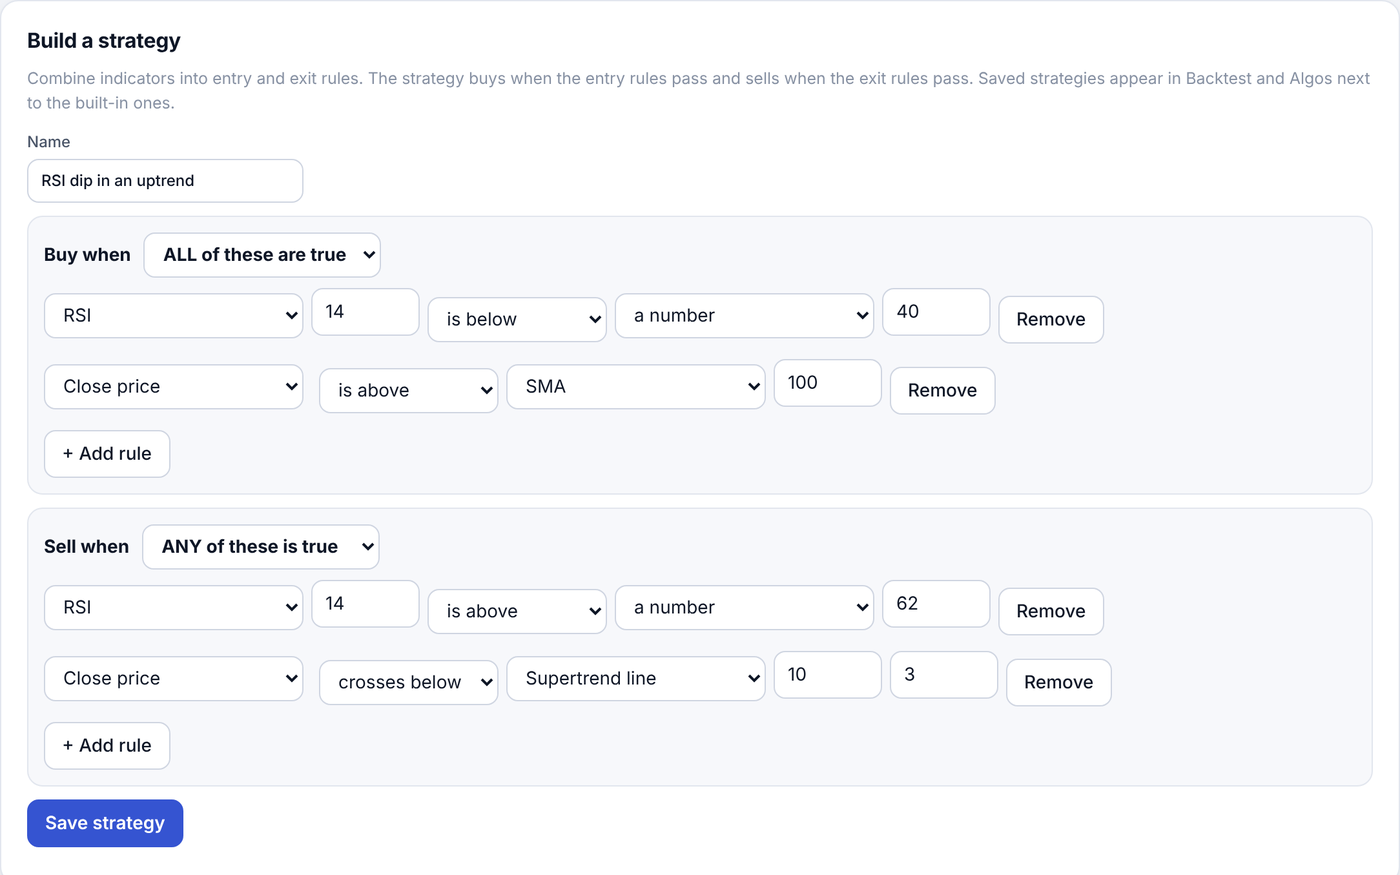 Build a strategy
Combine indicators into entry and exit rules. The strategy buys when the entry rules pass and sells when the exit rules pass. Saved strategies appear in Backtest and Algos next
to the built-in ones.
Name
RSI dip in an uptrend
Buy when ALL of these are true
RSI 14 is below a number 40 Remove
Close price is above SMA 100 Remove
+ Add rule
Sell when ANY of these is true
RSI 14 is above a number 62 Remove
Close price crosses below Supertrend line 10 3 Remove
+ Add rule
Save strategy